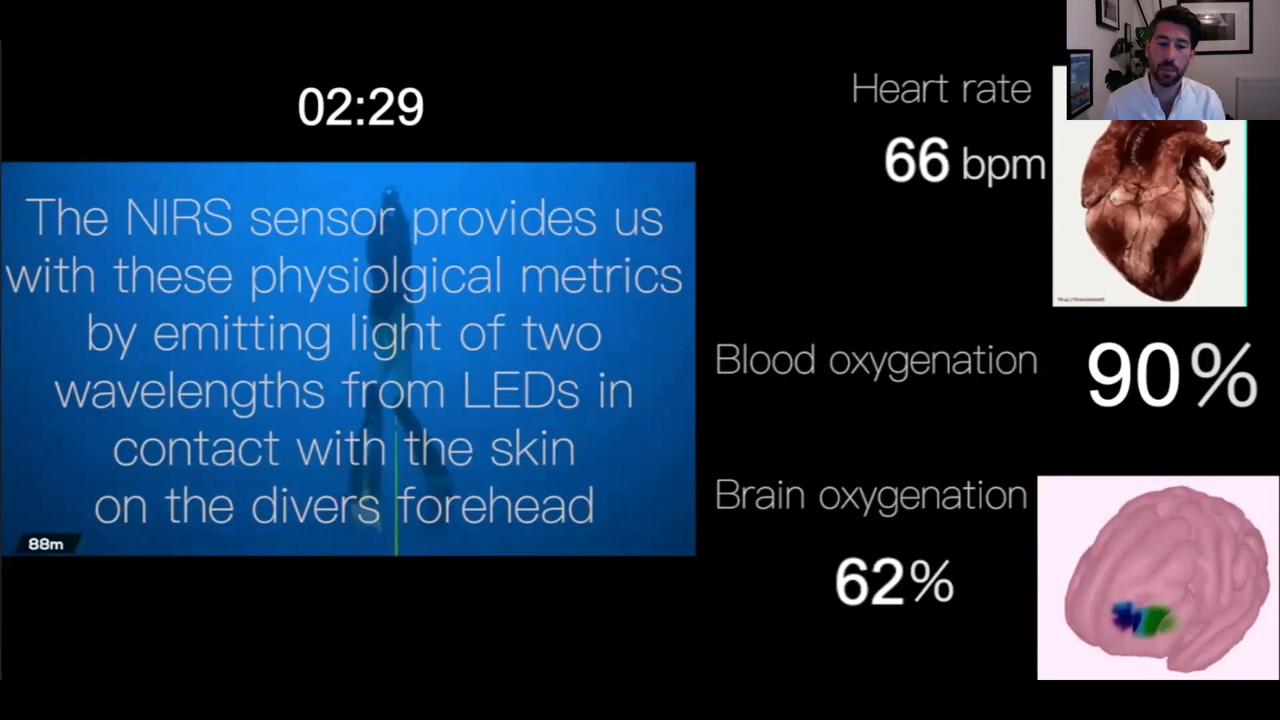 02:29
The NIRS sensor provides us
with these physiolgical metrics
by emitting light of two
wavelengths from LEDs in
contact with the skin
on the divers forehead
88m
Heart rate
66 bpm
Blood oxygenation
90%
Brain oxygenation
62%